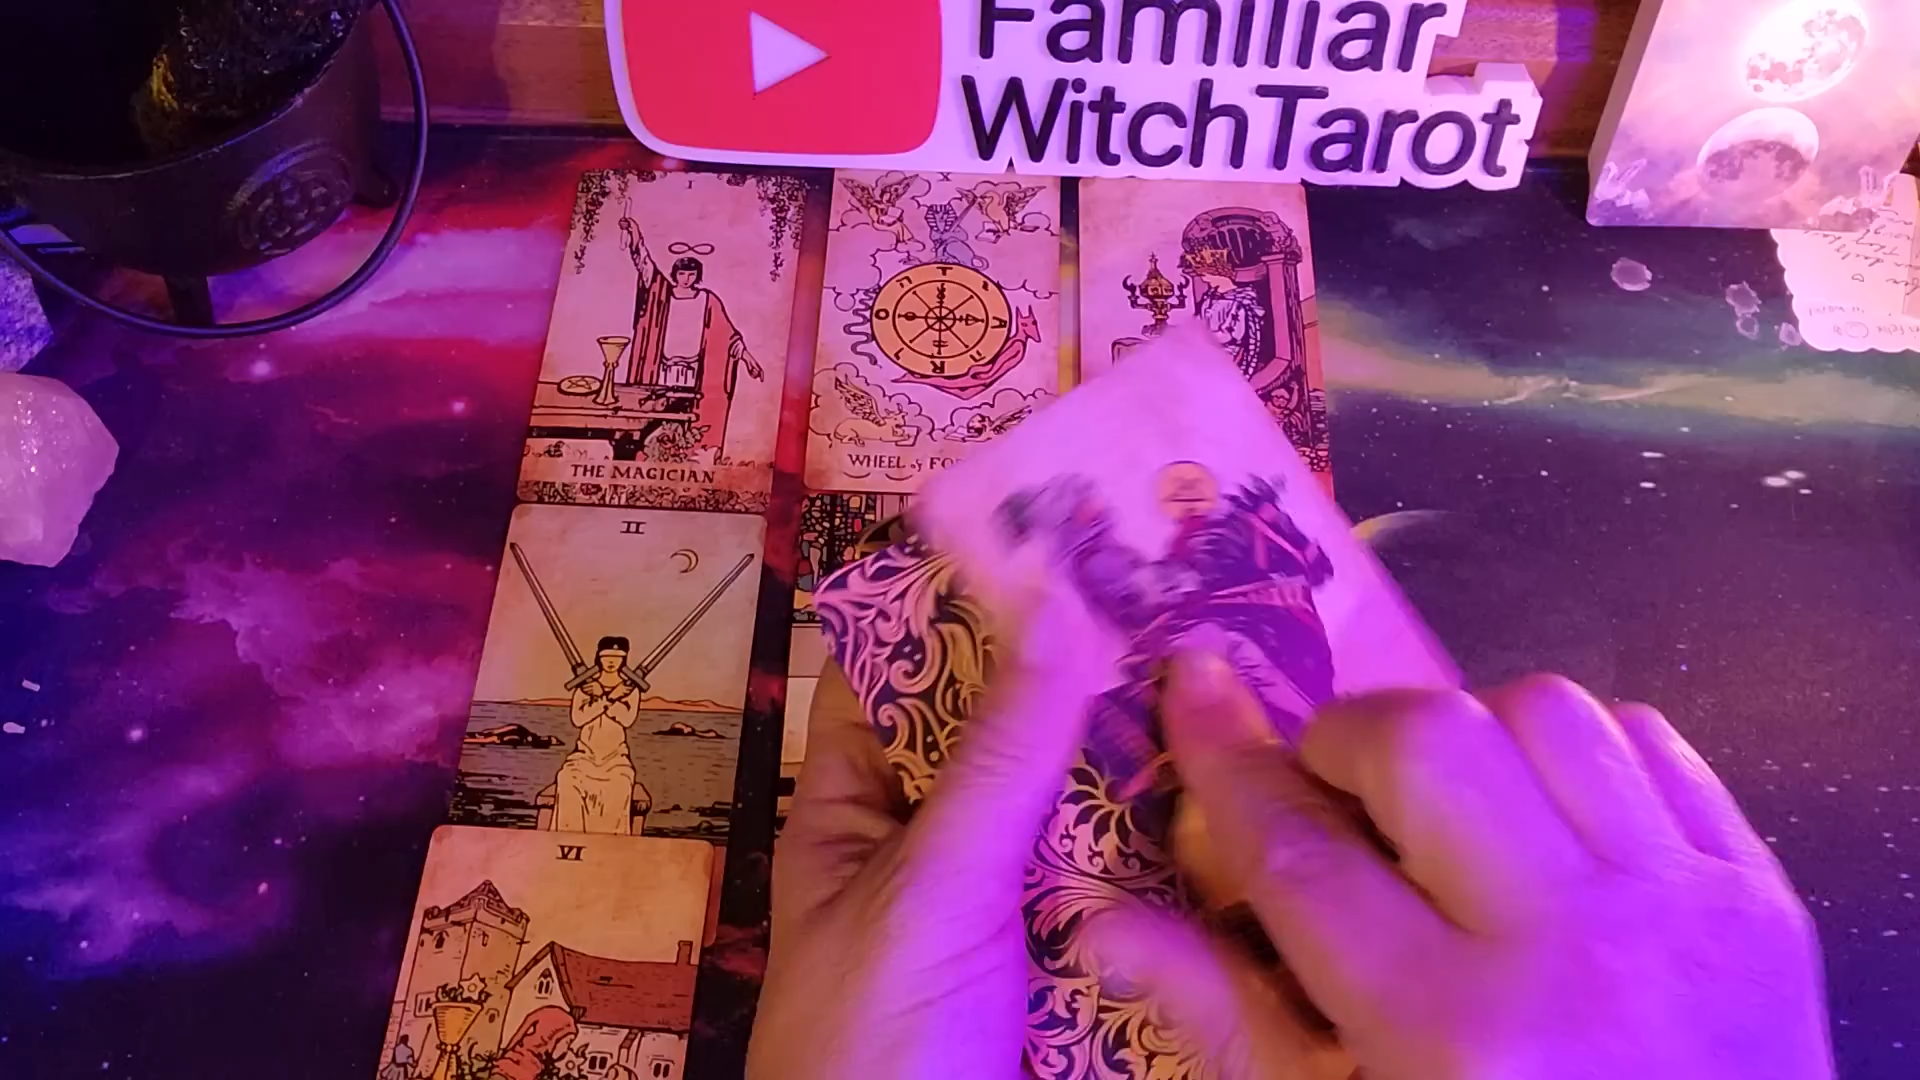 Familiar
WitchTarot
I
X
THE MAGICIAN
WHEEL of FO
II
VI